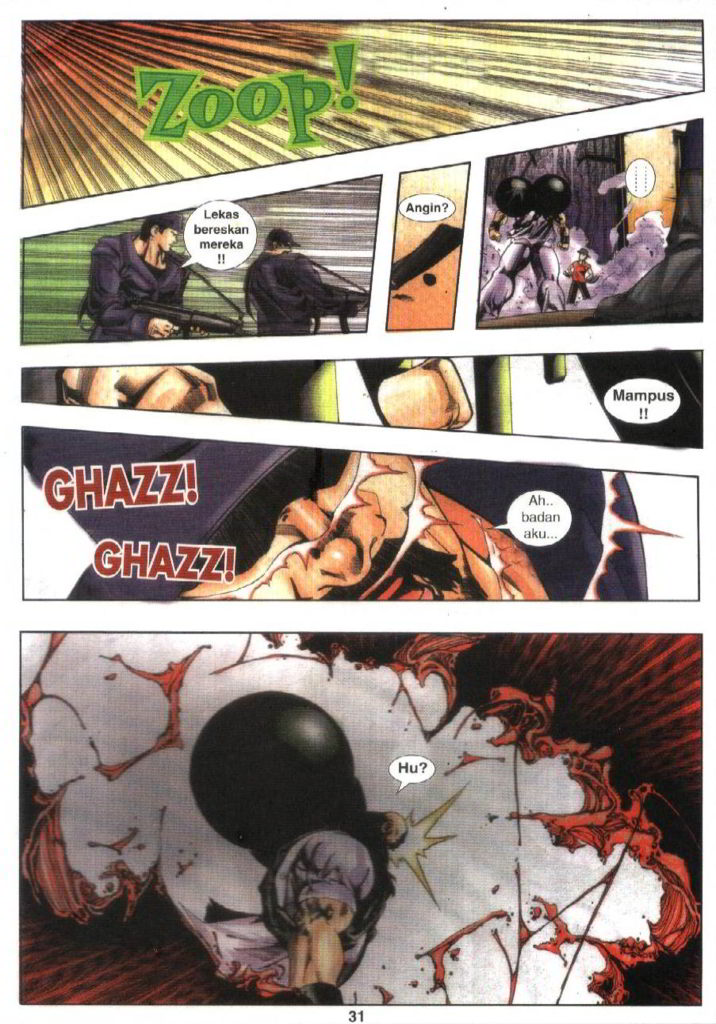 Zoop!
Lekas
bereskan
mereka
!!
Angin?
Mampus
!!
GHAZZ!
GHAZZ!
Ah..
badan
aku...
Hu?
31